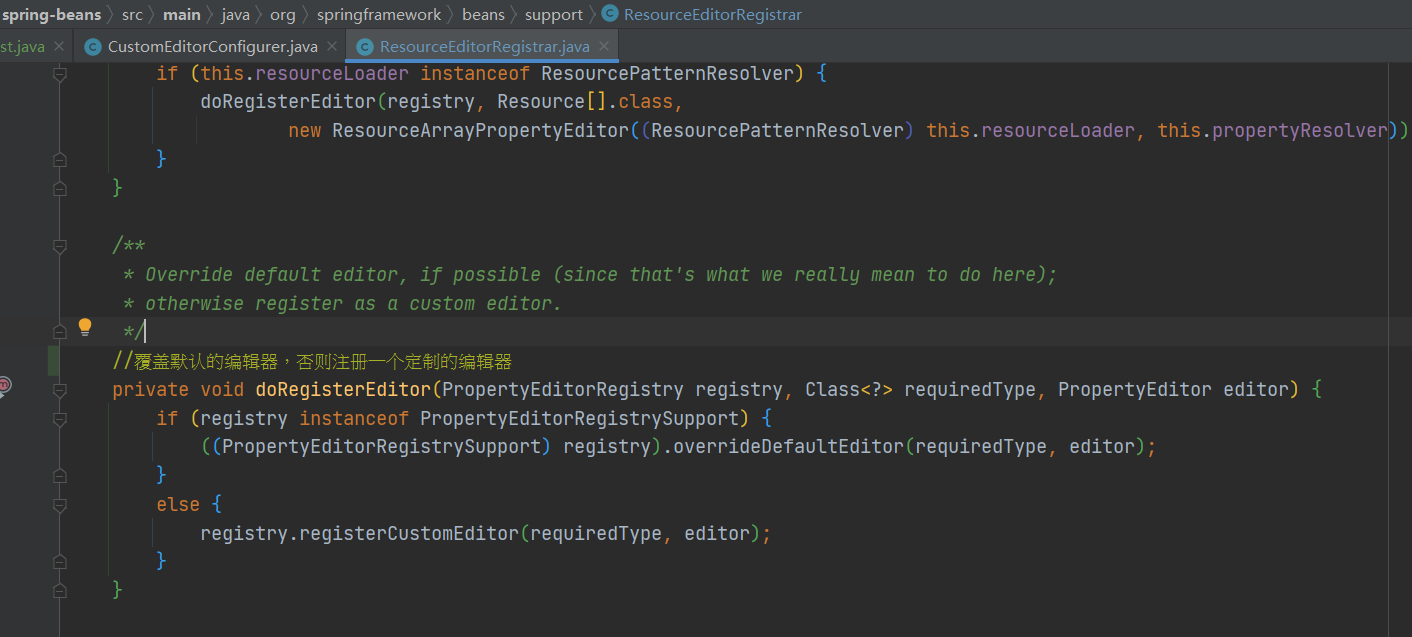 spring-beans 〉 src 〉 main 〉 java 〉 org 〉 springframework 〉 beans 〉 support 〉 ResourceEditorRegistrar
st.java × CustomEditorConfigurer.java × ResourceEditorRegistrar.java ×
if (this.resourceLoader instanceof ResourcePatternResolver) {
doRegisterEditor(registry, Resource[].class,
new ResourceArrayPropertyEditor((ResourcePatternResolver) this.resourceLoader, this.propertyResolver))
}
}
/**
* Override default editor, if possible (since that's what we really mean to do here);
* otherwise register as a custom editor.
*/
//覆盖默认的编辑器，否则注册一个定制的编辑器
private void doRegisterEditor(PropertyEditorRegistry registry, Class<?> requiredType, PropertyEditor editor) {
if (registry instanceof PropertyEditorRegistrySupport) {
((PropertyEditorRegistrySupport) registry).overrideDefaultEditor(requiredType, editor);
}
else {
registry.registerCustomEditor(requiredType, editor);
}
}